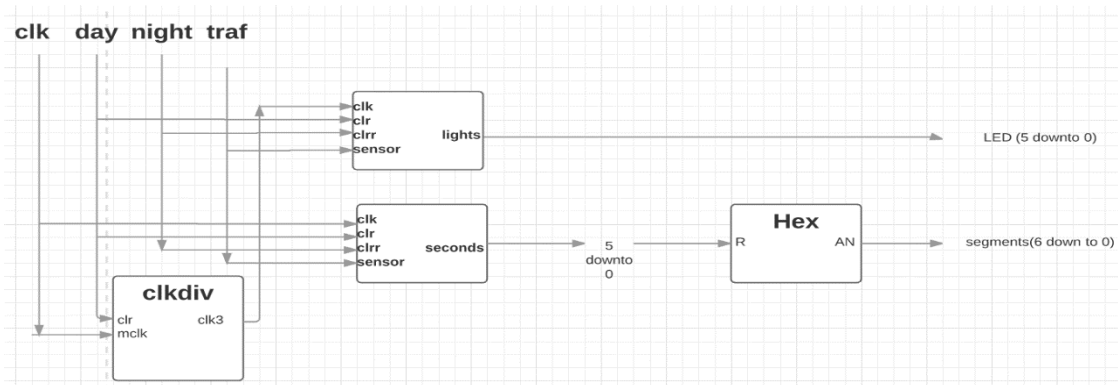 clk day night traf
clk
clr
clrr
sensor
lights
LED (5 downto 0)
clk
clr
clrr
sensor
seconds
5
downto
0
Hex
R
AN
segments(6 down to 0)
clkdiv
clr
mclk
clk3